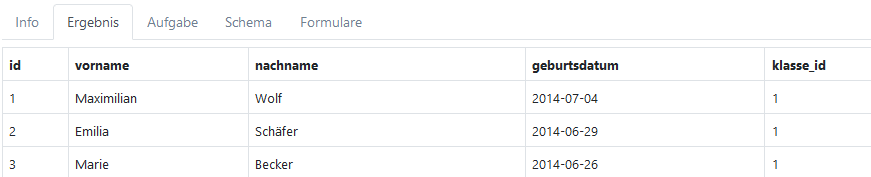 Info Ergebnis Aufgabe Schema Formulare
id vorname nachname geburtsdatum klasse_id
1 Maximilian Wolf 2014-07-04 1
2 Emilia Schäfer 2014-06-29 1
3 Marie Becker 2014-06-26 1